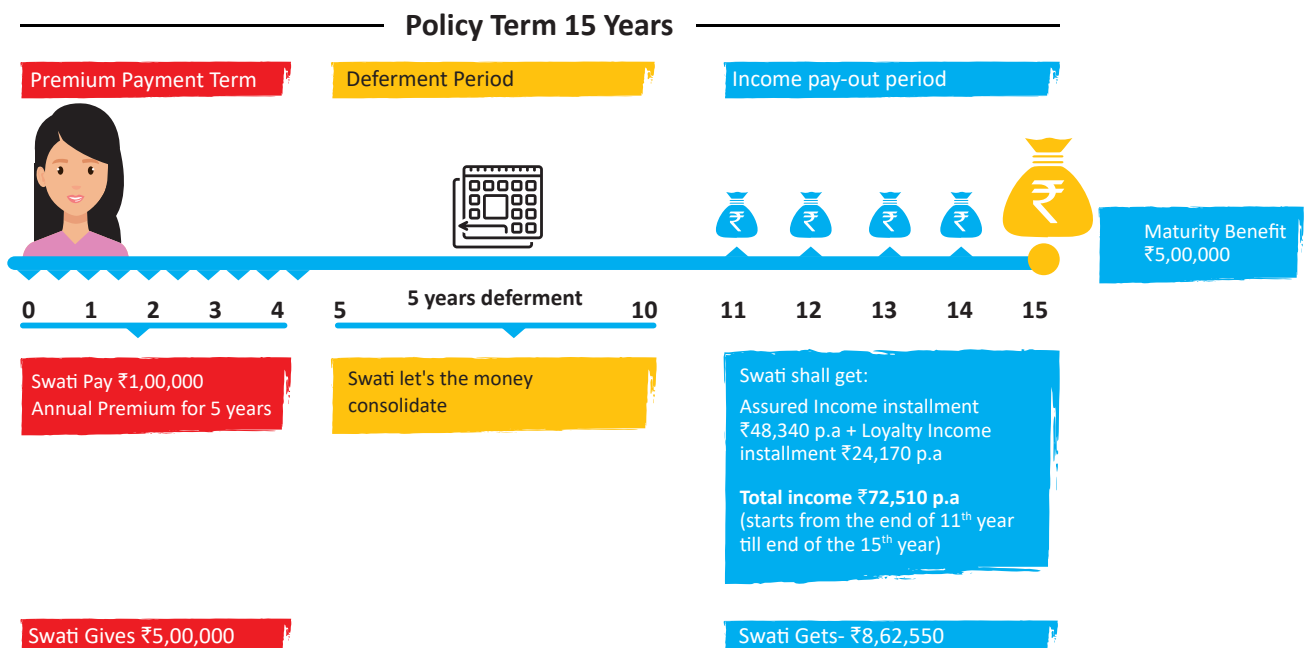 Policy Term 15 Years
Premium Payment Term
Deferment Period
Income pay-out period
₹
₹
₹
₹
₹
Maturity Benefit
₹5,00,000
0 1 2 3 4
5 5 years deferment 10
11 12 13 14 15
Swati Pay ₹1,00,000
Annual Premium for 5 years
Swati let's the money
consolidate
Swati shall get:
Assured Income installment
₹48,340 p.a + Loyalty Income
installment ₹24,170 p.a
Total income ₹72,510 p.a
(starts from the end of 11th year
till end of the 15th year)
Swati Gives ₹5,00,000
Swati Gets- ₹8,62,550